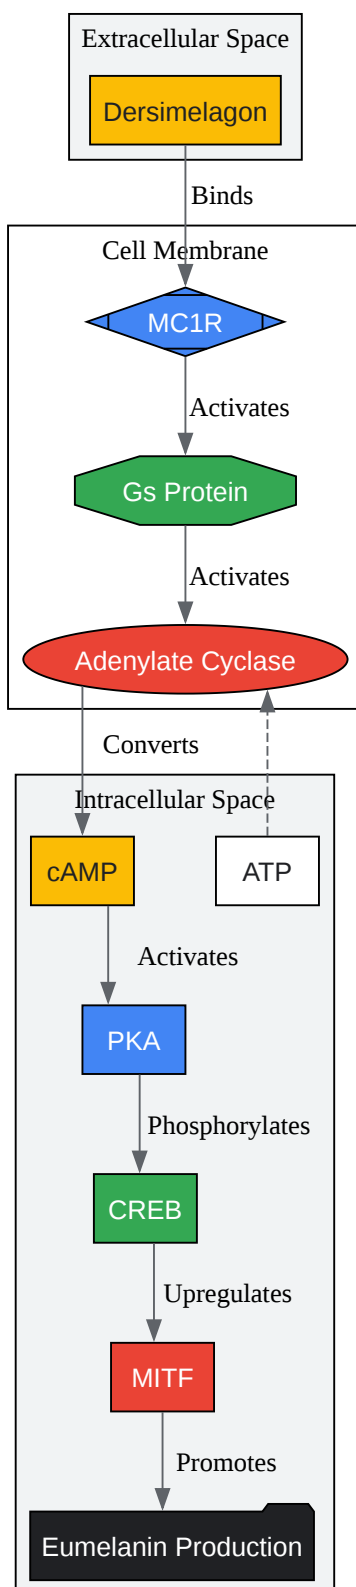 Extracellular Space
Dersimelagon
Binds
Cell Membrane
MC1R
Activates
Gs Protein
Activates
Adenylate Cyclase
Converts
Intracellular Space
cAMP
ATP
Activates
PKA
Phosphorylates
CREB
Upregulates
MITF
Promotes
Eumelanin Production